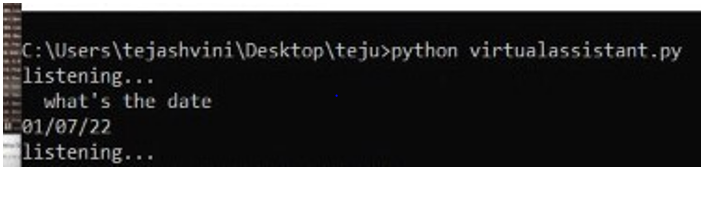 C:\Users\tejashvini\Desktop\teju>python virtualassistant.py
listening...
what's the date
01/07/22
listening...